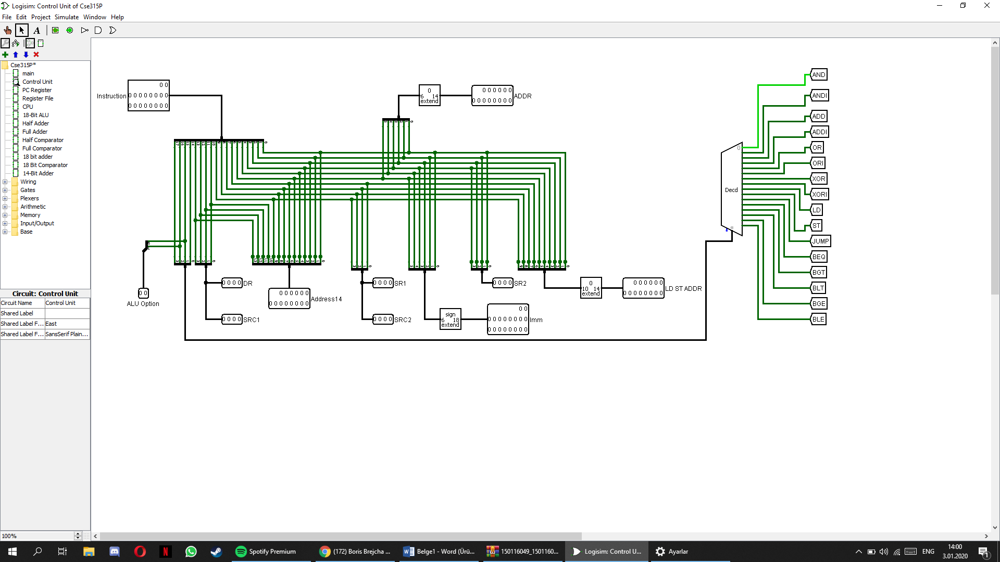 Logisim: Control Unit of Cse315P
File Edit Project Simulate Window Help
Cse315P*
main
Control Unit
PC Register
Register File
CPU
18-Bit ALU
Half Adder
Full Adder
Half Comparator
Full Comparator
18 bit adder
18 Bit Comparator
14-Bit Adder
Wiring
Gates
Plexers
Arithmetic
Memory
Input/Output
Base
Circuit: Control Unit
Circuit Name Control Unit
Shared Label
Shared Label F... East
Shared Label F... SansSerif Plain...
100%
Instruction
0 0
0 0 0 0 0 0 0 0
0 0 0 0 0 0 0 0
0
6 14
extend
0 0 0 0 0 0
0 0 0 0 0 0 0 0
ADDR
0 0
ALU Option
0 0 0 0 DR
0 0 0 0 SRC1
0 0 0 0 0 0
0 0 0 0 0 0 0 0
Address14
0 0 0 0 SR1
0 0 0 0 SRC2
sign
6 18
extend
0 0
0 0 0 0 0 0 0 0
0 0 0 0 0 0 0 0
Imm
0 0 0 0 SR2
0
10 14
extend
0 0 0 0 0 0
0 0 0 0 0 0 0 0
LD ST ADDR
0
Decd
AND
ANDI
ADD
ADDI
OR
ORI
XOR
XORI
LD
ST
JUMP
BEQ
BGT
BLT
BGE
BLE
Spotify Premium
(172) Boris Brejcha ...
Belge1 - Word (Ürü...
150116049_1501160...
Logisim: Control U...
Ayarlar
ENG
14:00
3.01.2020
1